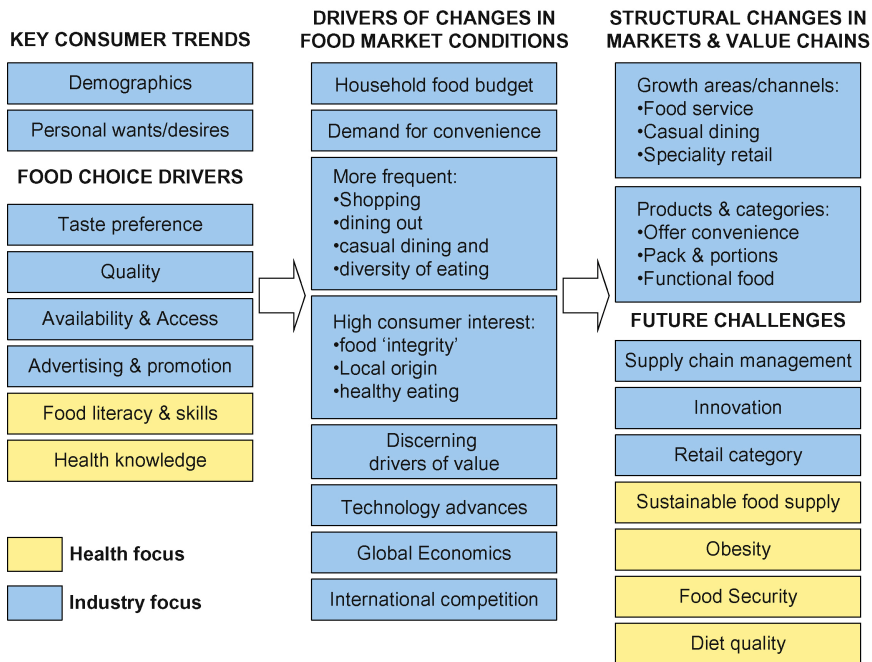 KEY CONSUMER TRENDS
Demographics
Personal wants/desires
FOOD CHOICE DRIVERS
Taste preference
Quality
Availability & Access
Advertising & promotion
Food literacy & skills
Health knowledge
Health focus
Industry focus
DRIVERS OF CHANGES IN
FOOD MARKET CONDITIONS
Household food budget
Demand for convenience
More frequent:
•Shopping
•dining out
•casual dining and
•diversity of eating
High consumer interest:
•food ‘integrity’
•Local origin
•healthy eating
Discerning
drivers of value
Technology advances
Global Economics
International competition
STRUCTURAL CHANGES IN
MARKETS & VALUE CHAINS
Growth areas/channels:
•Food service
•Casual dining
•Speciality retail
Products & categories:
•Offer convenience
•Pack & portions
•Functional food
FUTURE CHALLENGES
Supply chain management
Innovation
Retail category
Sustainable food supply
Obesity
Food Security
Diet quality